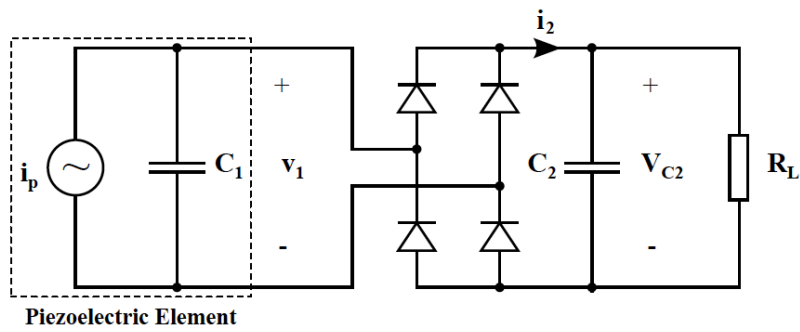 i2
+
+
ip
C1
v1
C2
VC2
RL
-
-
Piezoelectric Element